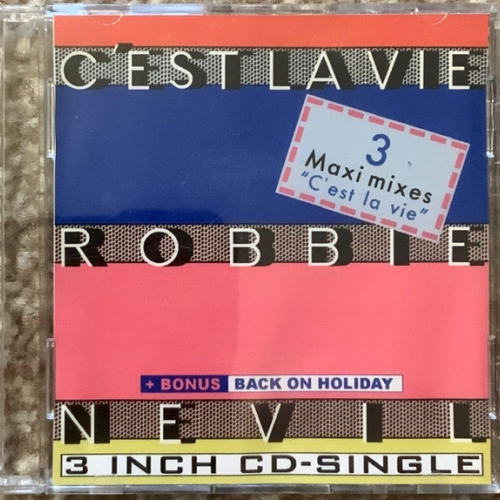 C'EST LA VIE
3
Maxi mixes
"C'est la vie"
ROBBIE
+ BONUS BACK ON HOLIDAY
NEVIL
3 INCH CD-SINGLE